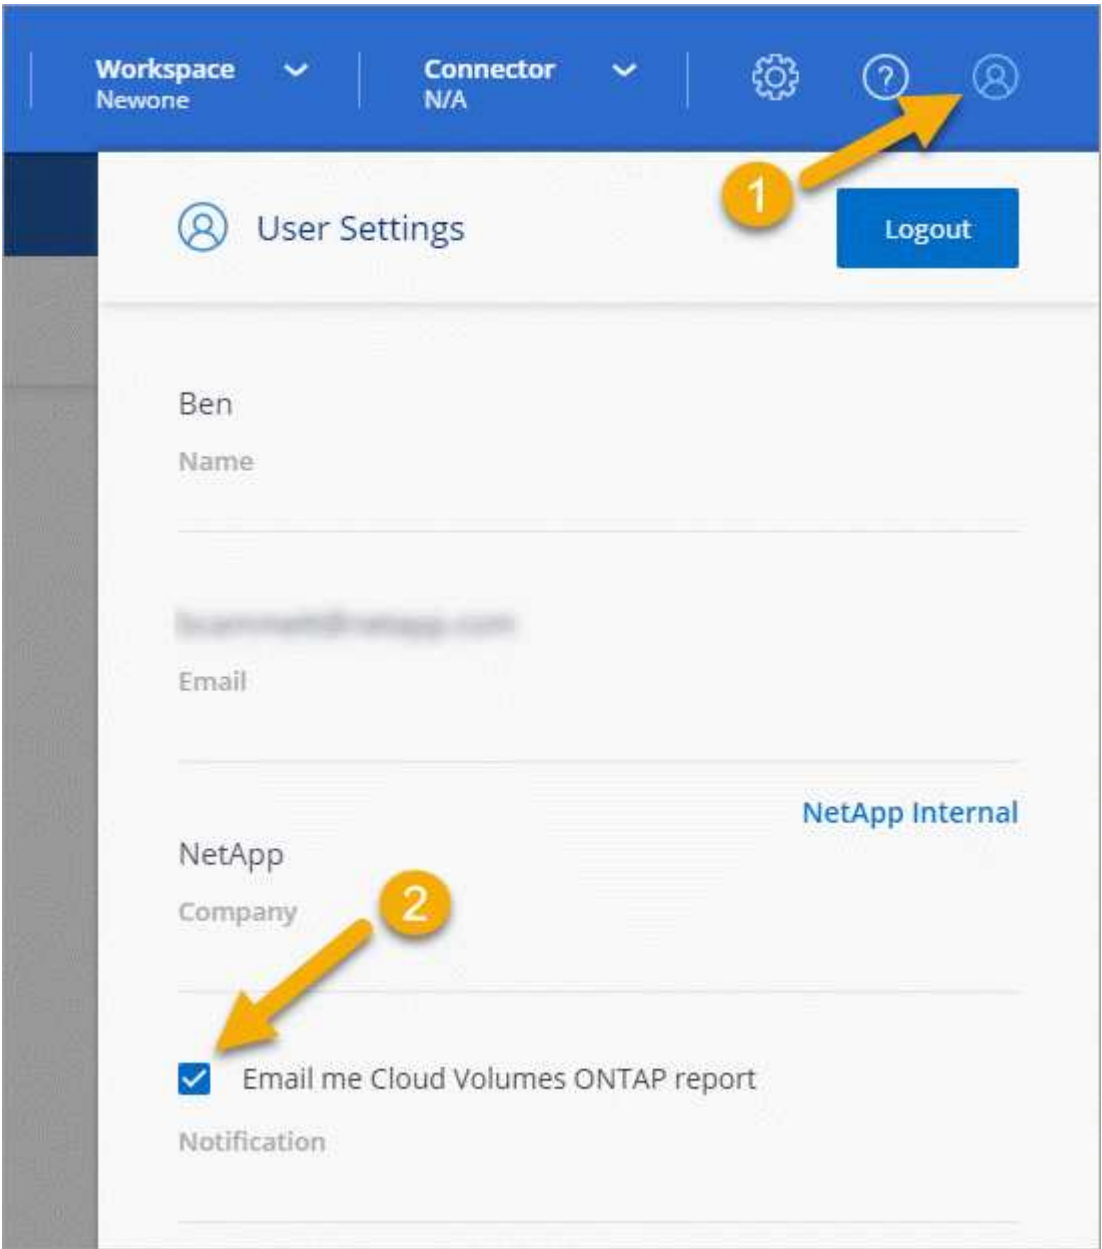 Workspace
Newone
Connector
N/A
1
User Settings
Logout
Ben
Name
Email
NetApp Internal
NetApp
Company
2
Email me Cloud Volumes ONTAP report
Notification